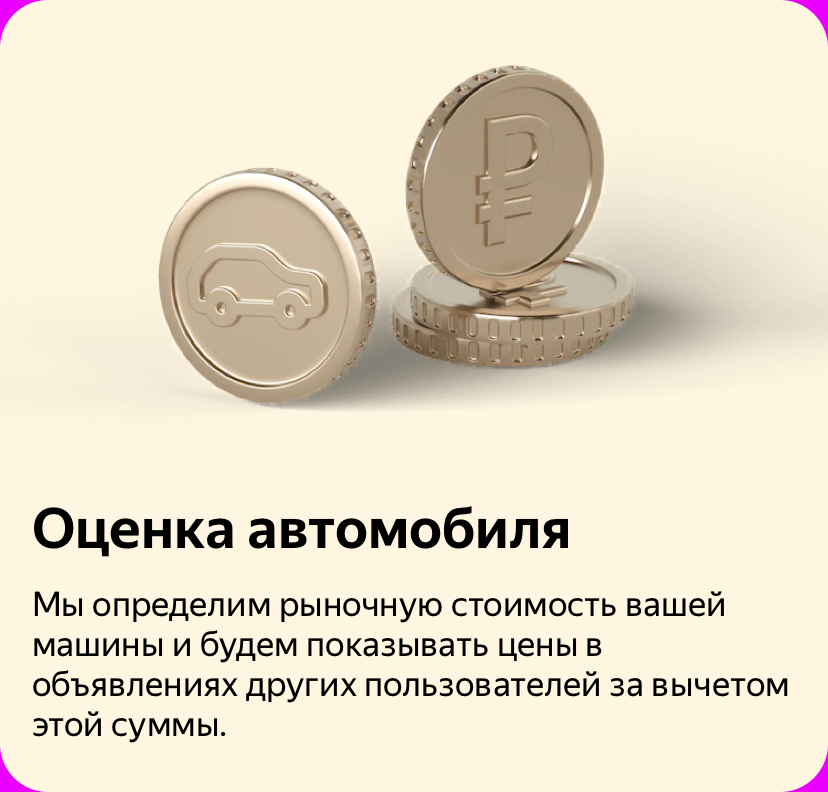 Оценка автомобиля
Мы определим рыночную стоимость вашей
машины и будем показывать цены в
объявлениях других пользователей за вычетом
этой суммы.